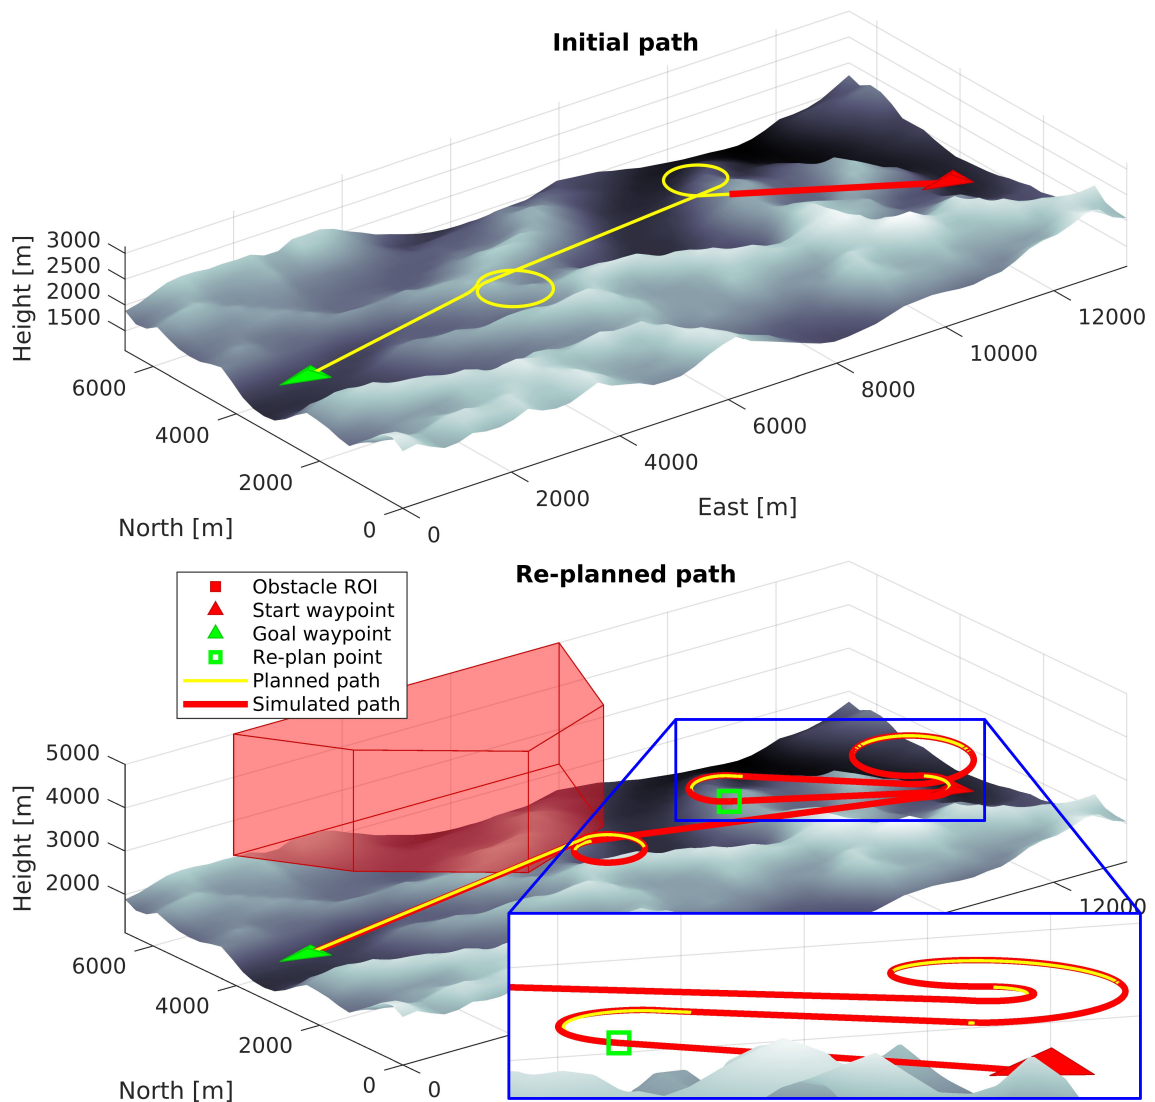 Initial path
3000
2500
2000
1500
Height [m]
6000
4000
2000
0
North [m]
0
2000
4000
6000
8000
10000
12000
East [m]
Re-planned path
Obstacle ROI
Start waypoint
Goal waypoint
Re-plan point
Planned path
Simulated path
5000
4000
3000
2000
Height [m]
6000
4000
2000
0
North [m]
0
12000